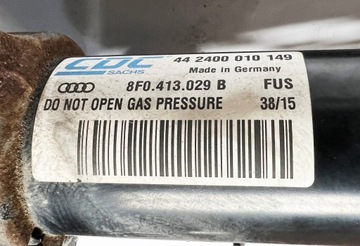 CDC 44 2400 010 149
SACHS Made in Germany
8F0.413.029 B FUS
DO NOT OPEN GAS PRESSURE 38/15